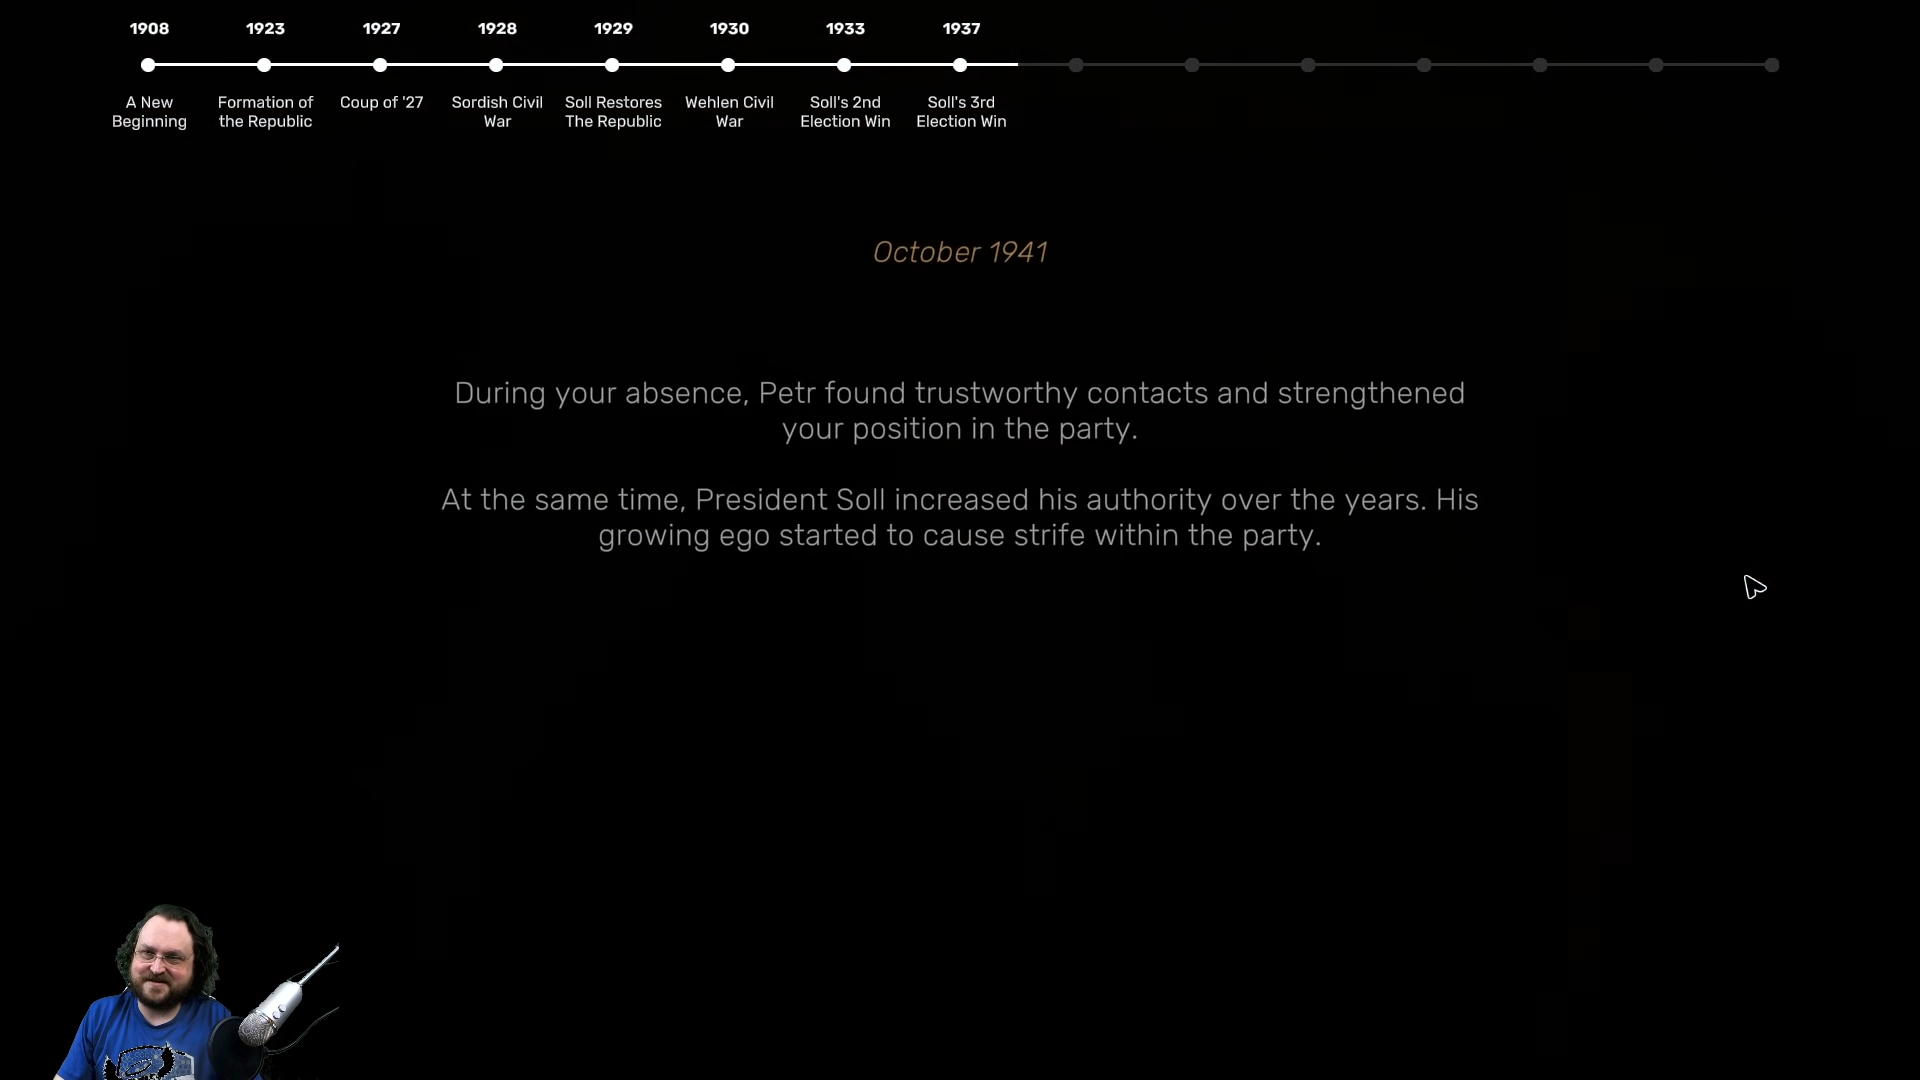 1908 1923 1927 1928 1929 1930 1933 1937
A New Beginning
Formation of the Republic
Coup of '27
Sordish Civil War
Soll Restores The Republic
Wehlen Civil War
Soll's 2nd Election Win
Soll's 3rd Election Win
October 1941
During your absence, Petr found trustworthy contacts and strengthened
your position in the party.
At the same time, President Soll increased his authority over the years. His
growing ego started to cause strife within the party.